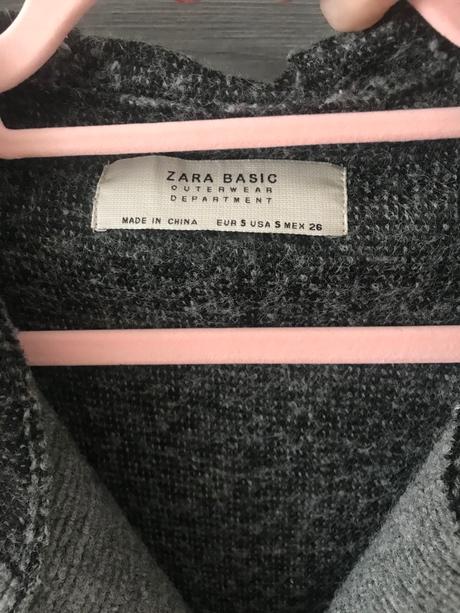 ZARA BASIC
OUTERWEAR
DEPARTMENT
MADE IN CHINA EUR S USA S MEX 26